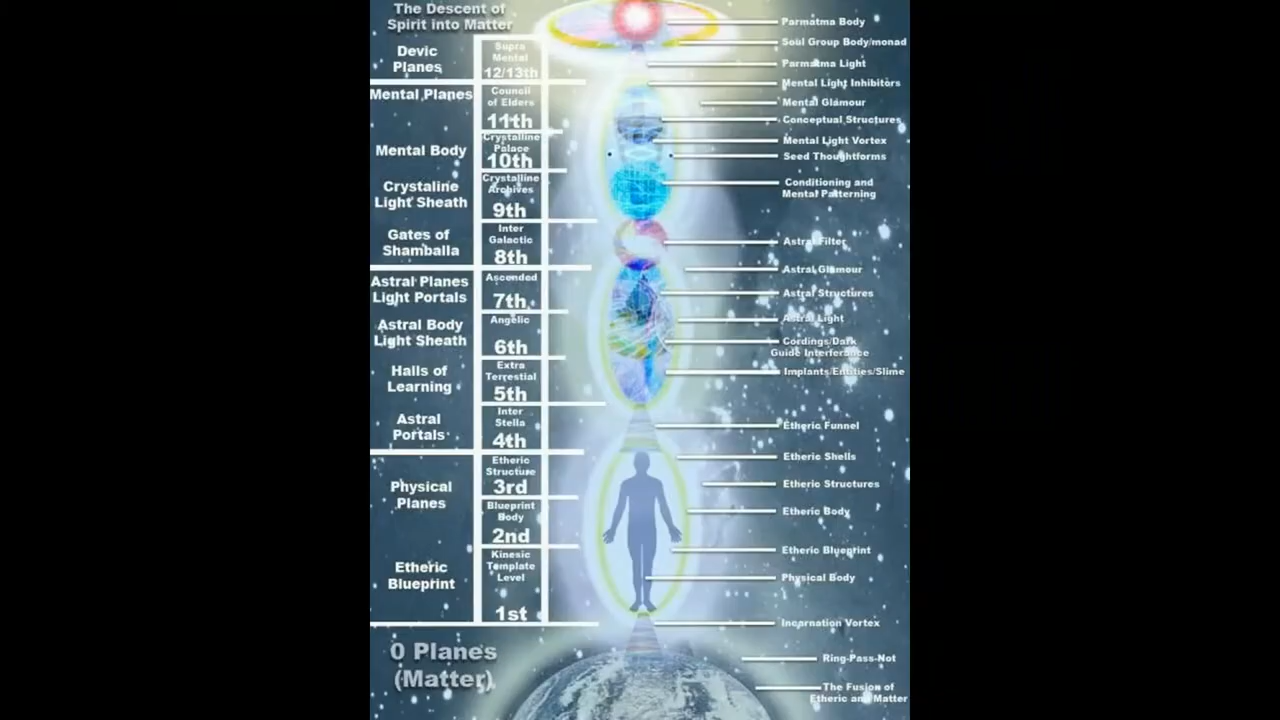 The Descent of
Spirit into Matter
Devic
Planes
Supra
Mental
12/13th
Mental Planes
Council
of Elders
11th
Mental Body
Crystalline
Palace
10th
Crystaline
Light Sheath
Crystalline
Archives
9th
Gates of
Shamballa
Inter
Galactic
8th
Astral Planes
Light Portals
Ascended
7th
Astral Body
Light Sheath
Angelic
6th
Halls of
Learning
Extra
Terrestial
5th
Astral
Portals
Inter
Stella
4th
Physical
Planes
Etheric
Structure
3rd
Blueprint
Body
2nd
Etheric
Blueprint
Kinesic
Template
Level
1st
0 Planes
(Matter)
Parmatma Body
Soul Group Body/monad
Parmatma Light
Mental Light Inhibitors
Mental Glamour
Conceptual Structures
Mental Light Vortex
Seed Thoughtforms
Conditioning and
Mental Patterning
Astral Filter
Astral Glamour
Astral Structures
Astral Light
Cordings/Dark
Guide Interferance
Implants/Entities/Slime
Etheric Funnel
Etheric Shells
Etheric Structures
Etheric Body
Etheric Blueprint
Physical Body
Incarnation Vortex
Ring-Pass-Not
The Fusion of
Etheric and Matter